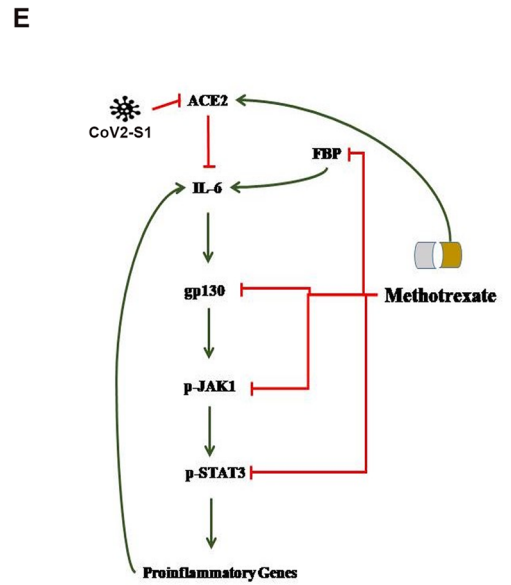 E
ACE2
CoV2-S1
FBP
IL-6
gp130
Methotrexate
p-JAK1
p-STAT3
Proinflammatory Genes